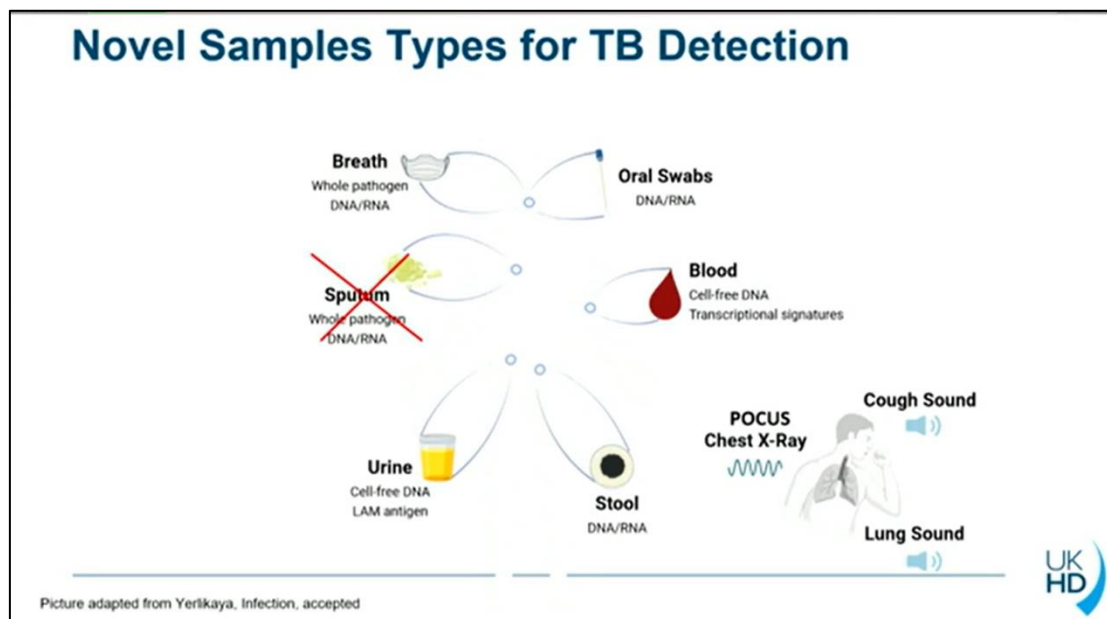 Novel Samples Types for TB Detection
Breath
Whole pathogen
DNA/RNA
Oral Swabs
DNA/RNA
Sputum
Whole pathogen
DNA/RNA
Blood
Cell-free DNA
Transcriptional signatures
Urine
Cell-free DNA
LAM antigen
Stool
DNA/RNA
POCUS
Chest X-Ray
Cough Sound
Lung Sound
UK
HD
Picture adapted from Yerlikaya, Infection, accepted